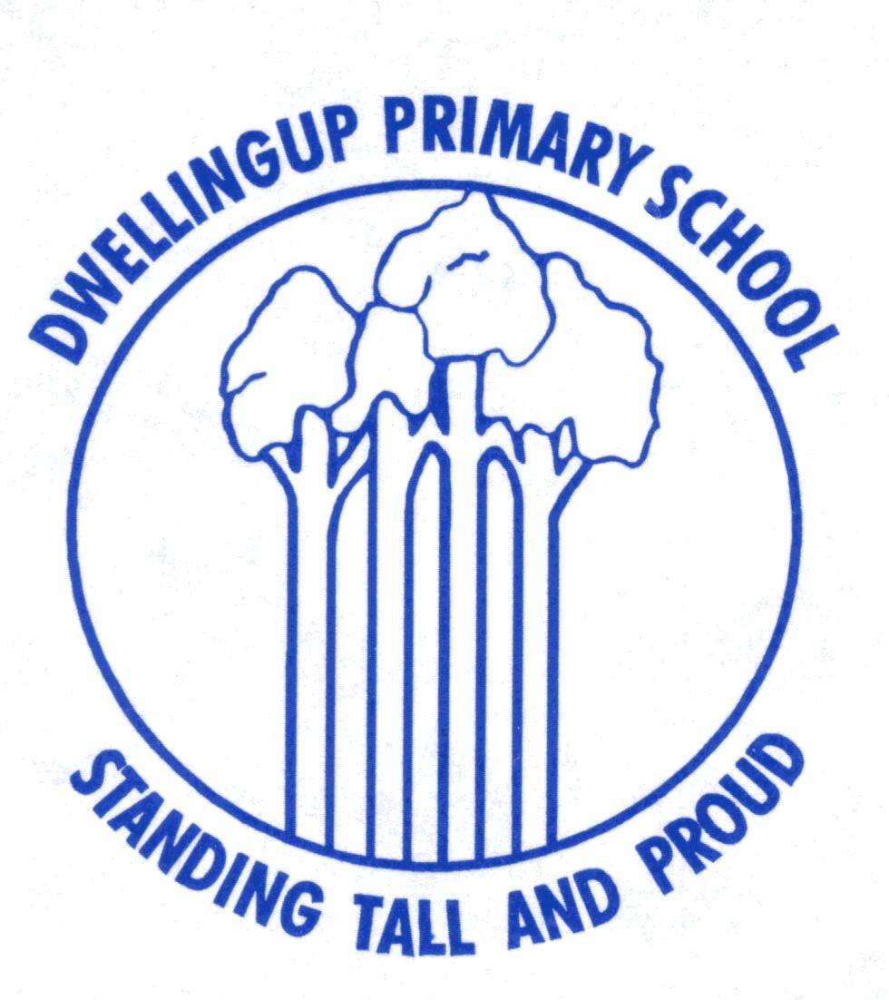 DWELLINGUP PRIMARY SCHOOL
STANDING TALL AND PROUD